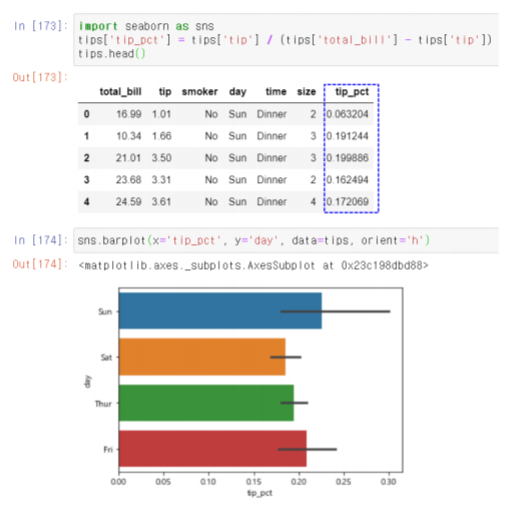 In [173]: import seaborn as sns
tips['tip_pct'] = tips['tip'] / (tips['total_bill'] - tips['tip'])
tips.head()
Out[173]:
total_bill tip smoker day time size tip_pct
0 16.99 1.01 No Sun Dinner 2 0.063204
1 10.34 1.66 No Sun Dinner 3 0.191244
2 21.01 3.50 No Sun Dinner 3 0.199886
3 23.68 3.31 No Sun Dinner 2 0.162494
4 24.59 3.61 No Sun Dinner 4 0.172069
In [174]: sns.barplot(x='tip_pct', y='day', data=tips, orient='h')
Out[174]: <matplotlib.axes._subplots.AxesSubplot at 0x23c198dbd88>
Sun
Sat
day
Thur
Fri
0.00 0.05 0.10 0.15 0.20 0.25 0.30
tip_pct